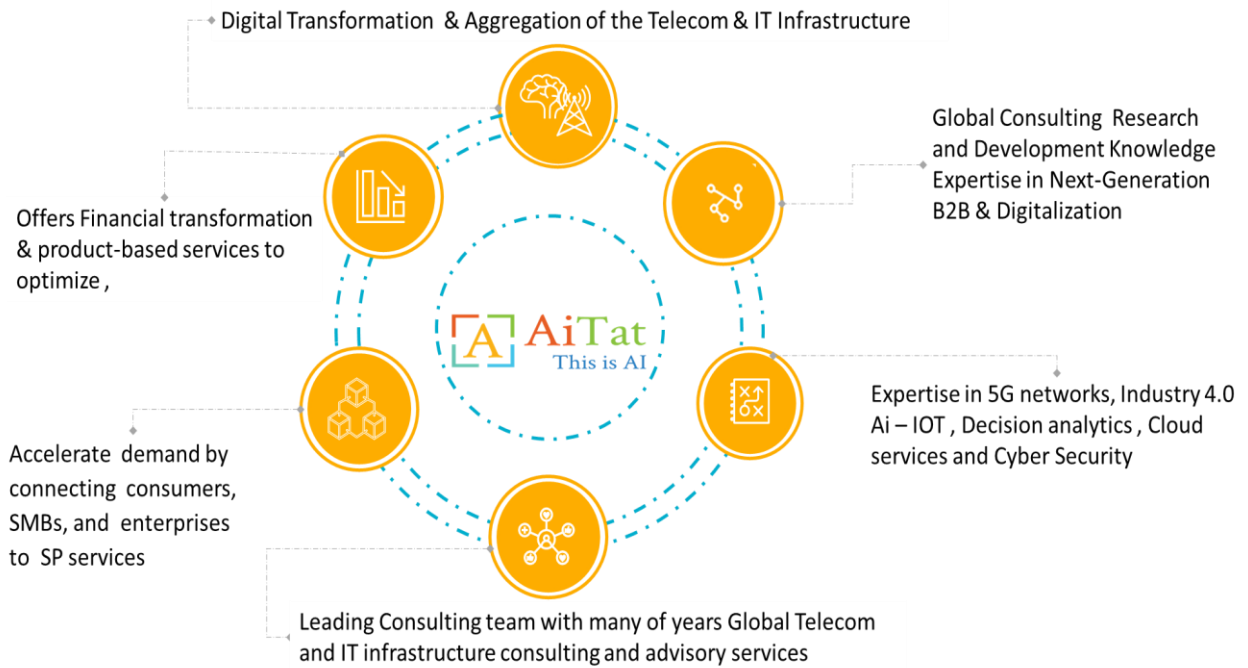 Digital Transformation & Aggregation of the Telecom & IT Infrastructure
Global Consulting Research
and Development Knowledge
Expertise in Next-Generation
B2B & Digitalization
Offers Financial transformation
& product-based services to
optimize ,
A
AiTat
This is AI
Expertise in 5G networks, Industry 4.0
Ai – IOT , Decision analytics , Cloud
services and Cyber Security
Accelerate demand by
connecting consumers,
SMBs, and enterprises
to SP services
Leading Consulting team with many of years Global Telecom
and IT infrastructure consulting and advisory services